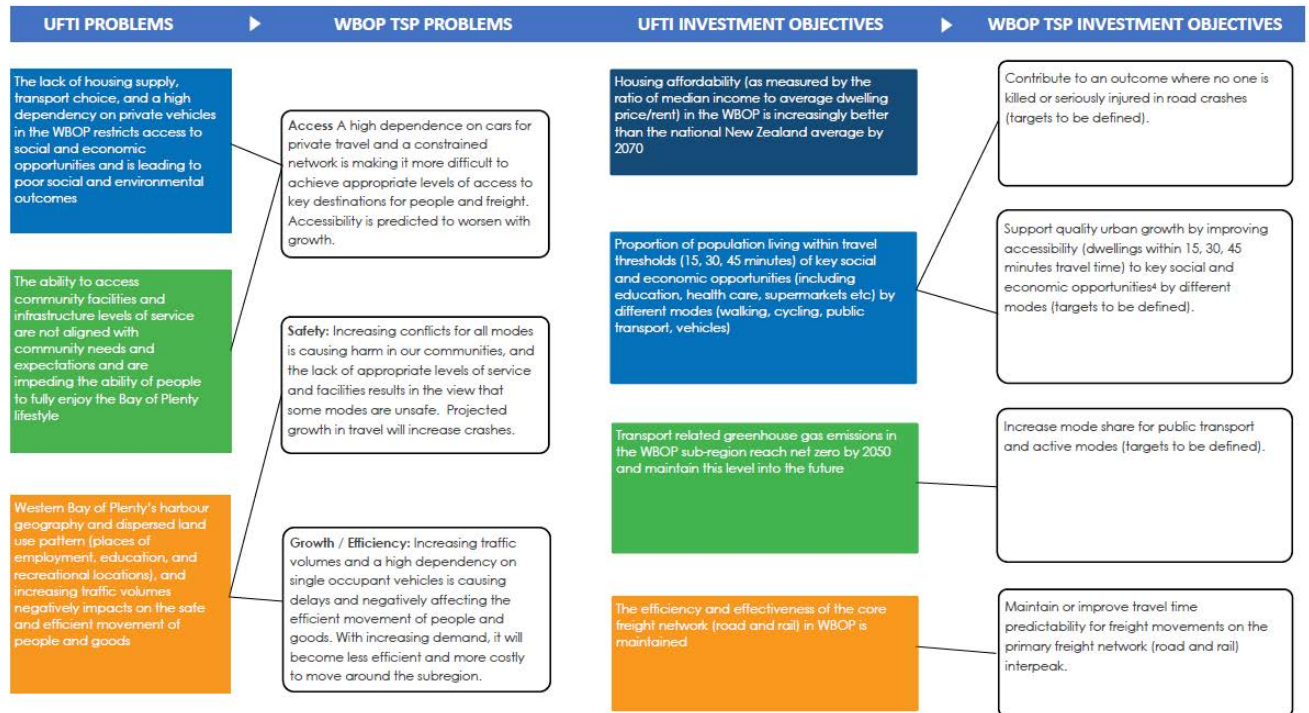 UFTI PROBLEMS
WBOP TSP PROBLEMS
UFTI INVESTMENT OBJECTIVES
WBOP TSP INVESTMENT OBJECTIVES
The lack of housing supply,
transport choice, and a high
dependency on private vehicles
in the WBOP restricts access to
social and economic
opportunities and is leading to
poor social and environmental
outcomes
The ability to access
community facilities and
infrastructure levels of service
are not aligned with
community needs and
expectations and are
impeding the ability of people
to fully enjoy the Bay of Plenty
lifestyle
Western Bay of Plenty's harbour
geography and dispersed land
use pattern (places of
employment, education, and
recreational locations), and
increasing traffic volumes
negatively impacts on the safe
and efficient movement of
people and goods
Access A high dependence on cars for
private travel and a constrained
network is making it more difficult to
achieve appropriate levels of access to
key destinations for people and freight.
Accessibility is predicted to worsen with
growth.
Safety: Increasing conflicts for all modes
is causing harm in our communities, and
the lack of appropriate levels of service
and facilities results in the view that
some modes are unsafe. Projected
growth in travel will increase crashes.
Growth / Efficiency: Increasing traffic
volumes and a high dependency on
single occupant vehicles is causing
delays and negatively affecting the
efficient movement of people and
goods. With increasing demand, it will
become less efficient and more costly
to move around the subregion.
Housing affordability (as measured by the
ratio of median income to average dwelling
price/rent) in the WBOP is increasingly better
than the national New Zealand average by
2070
Proportion of population living within travel
thresholds (15, 30, 45 minutes) of key social
and economic opportunities (including
education, health care, supermarkets etc) by
different modes (walking, cycling, public
transport, vehicles)
Transport related greenhouse gas emissions in
the WBOP sub-region reach net zero by 2050
and maintain this level into the future
The efficiency and effectiveness of the core
freight network (road and rail) in WBOP is
maintained
Contribute to an outcome where no one is
killed or seriously injured in road crashes
(targets to be defined).
Support quality urban growth by improving
accessibility (dwellings within 15, 30, 45
minutes travel time) to key social and
economic opportunities⁴ by different
modes (targets to be defined).
Increase mode share for public transport
and active modes (targets to be defined).
Maintain or improve travel time
predictability for freight movements on the
primary freight network (road and rail)
interpeak.